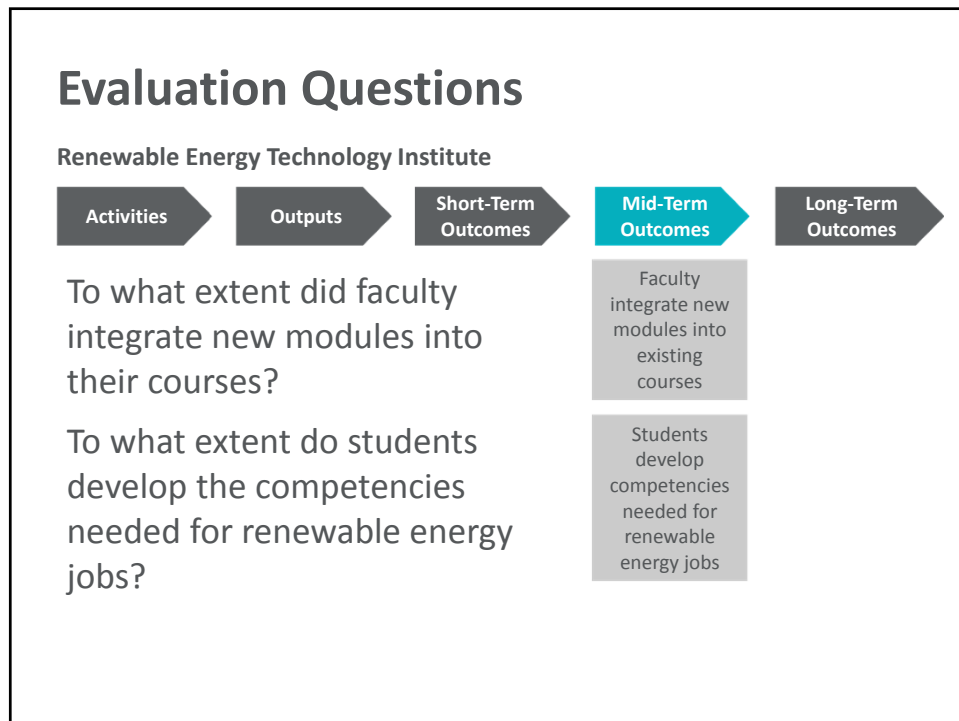 Evaluation Questions
Renewable Energy Technology Institute
Activities
Outputs
Short-Term
Outcomes
Mid-Term
Outcomes
Long-Term
Outcomes
To what extent did faculty
integrate new modules into
their courses?
Faculty
integrate new
modules into
existing
courses
To what extent do students
develop the competencies
needed for renewable energy
jobs?
Students
develop
competencies
needed for
renewable
energy jobs